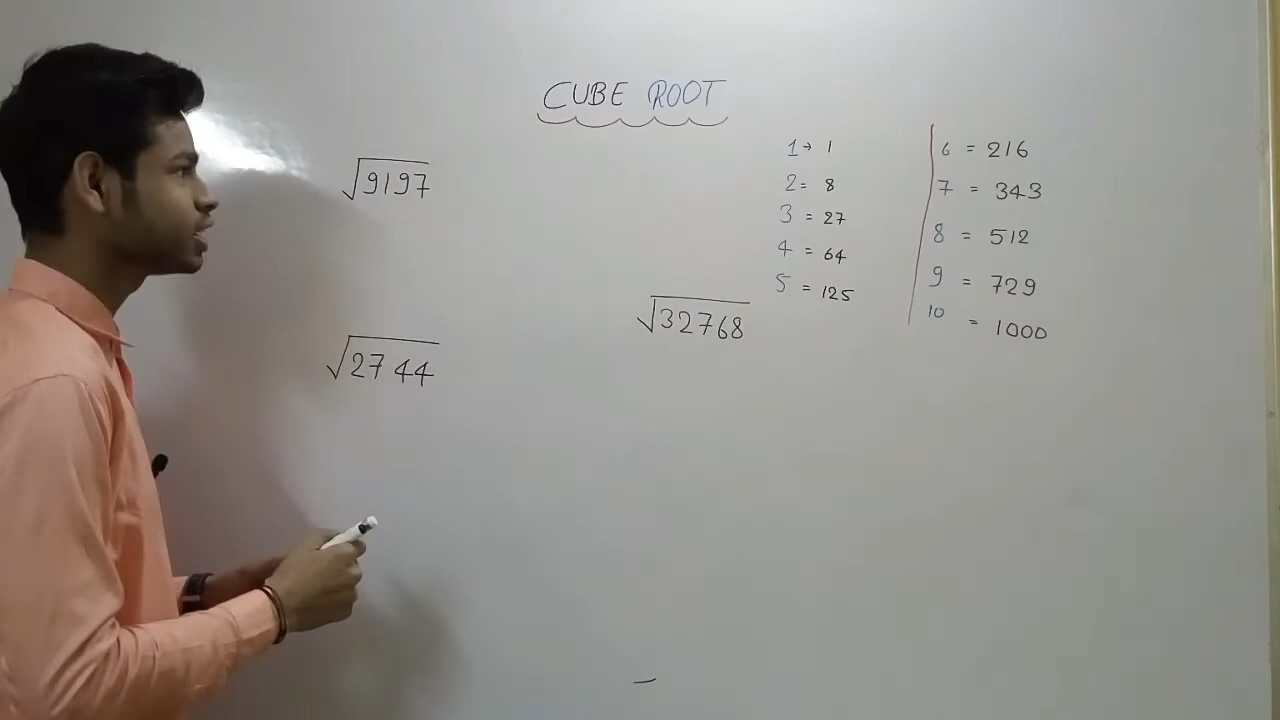 CUBE ROOT
√9197
√2744
√32768
1→ 1
2= 8
3 = 27
4 = 64
5 = 125
6 = 216
7 = 343
8 = 512
9 = 729
10 = 1000